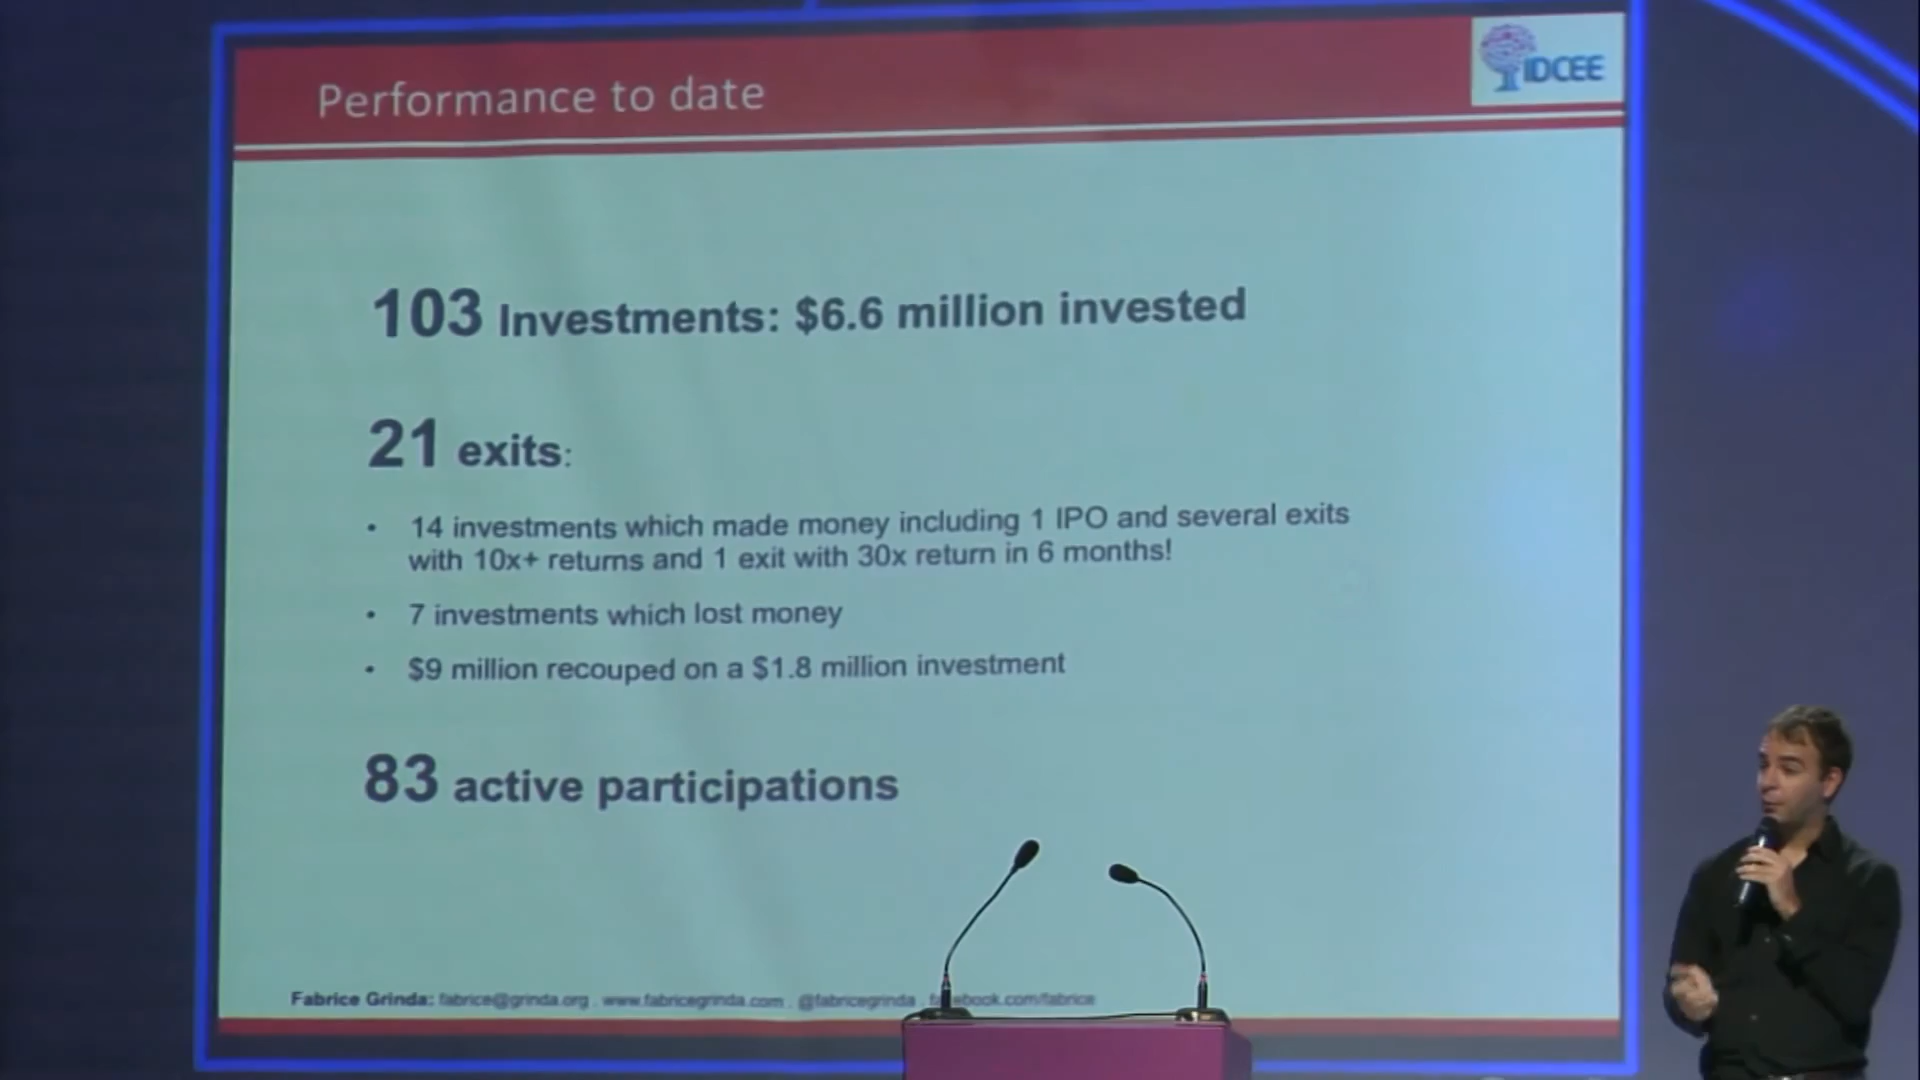 Performance to date
IDCEE
103 Investments: $6.6 million invested
21 exits:
• 14 investments which made money including 1 IPO and several exits
with 10x+ returns and 1 exit with 30x return in 6 months!
• 7 investments which lost money
• $9 million recouped on a $1.8 million investment
83 active participations
Fabrice Grinda: fabrice@grinda.org . www.fabricegrinda.com . @fabricegrinda .